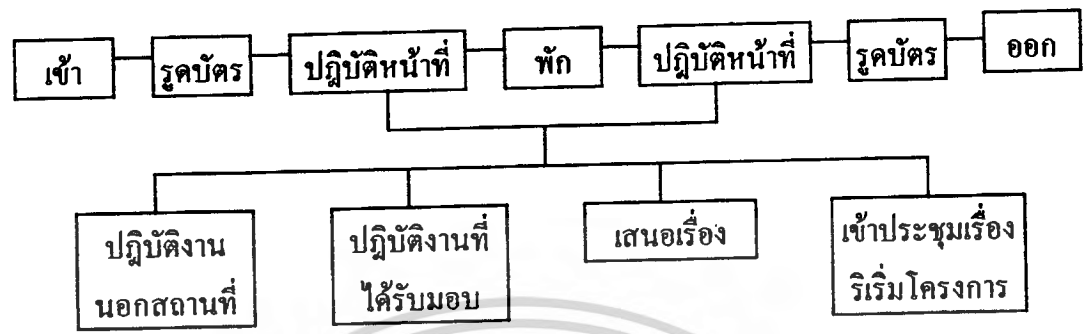 เข้า
รูดบัตร
ปฏิบัติหน้าที่
พัก
ปฏิบัติหน้าที่
รูดบัตร
ออก
ปฏิบัติงาน
นอกสถานที่
ปฏิบัติงานที่
ได้รับมอบ
เสนอเรื่อง
เข้าประชุมเรื่อง
ริเริ่มโครงการ